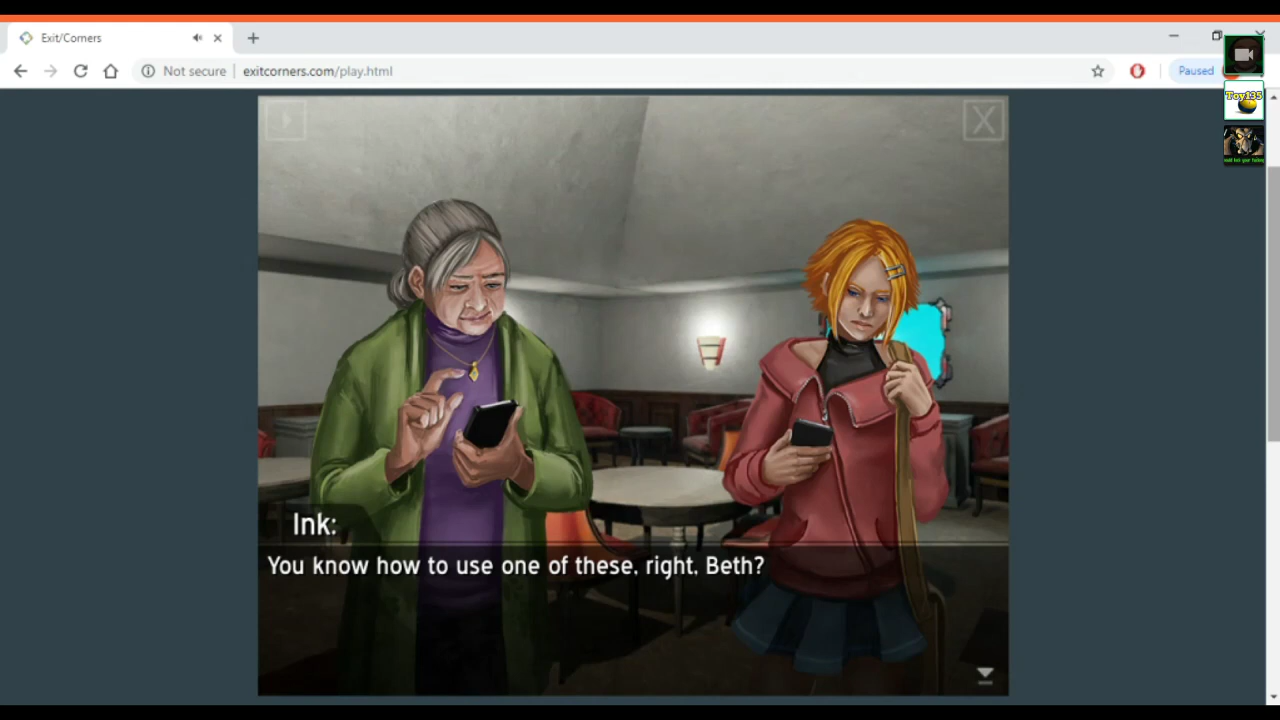 Exit/Corners
Not secure
exitcorners.com/play.html
Paused
Toy135
Ink:
You know how to use one of these, right, Beth?